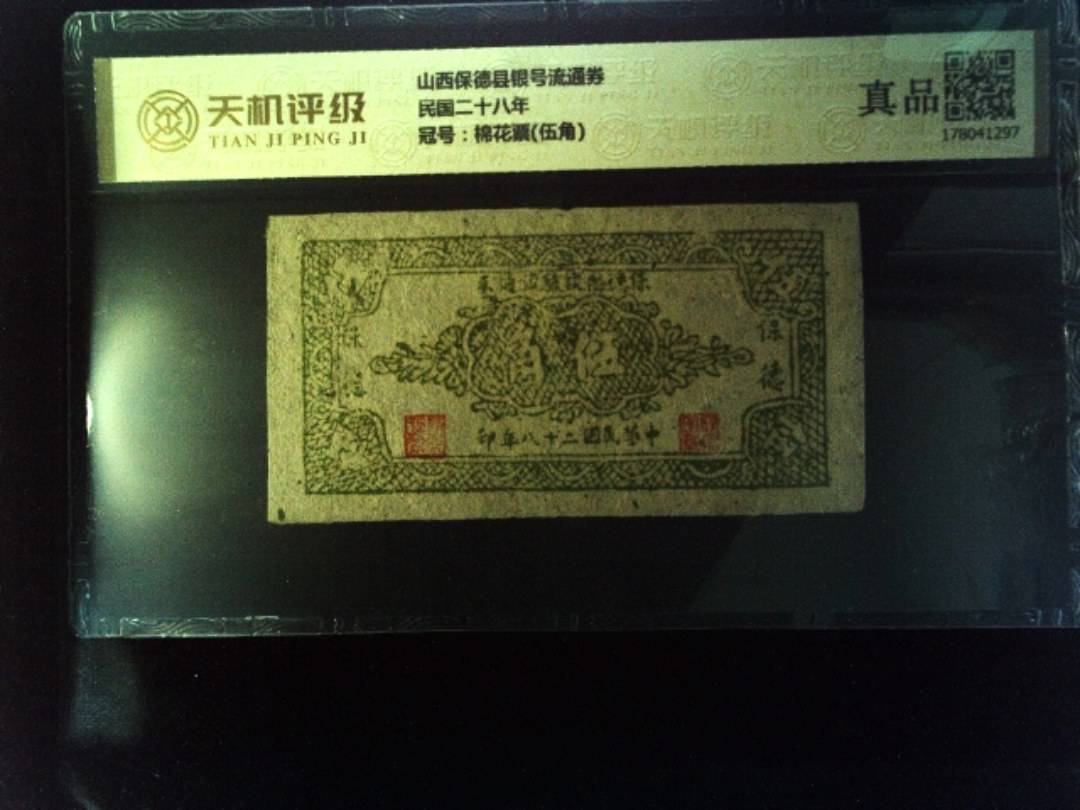 天机评级
TIAN JI PING JI
山西保德县银号流通券
民国二十八年
冠号：棉花票(伍角)
真品
178041297
保德
伍角
中華民國二十八年印